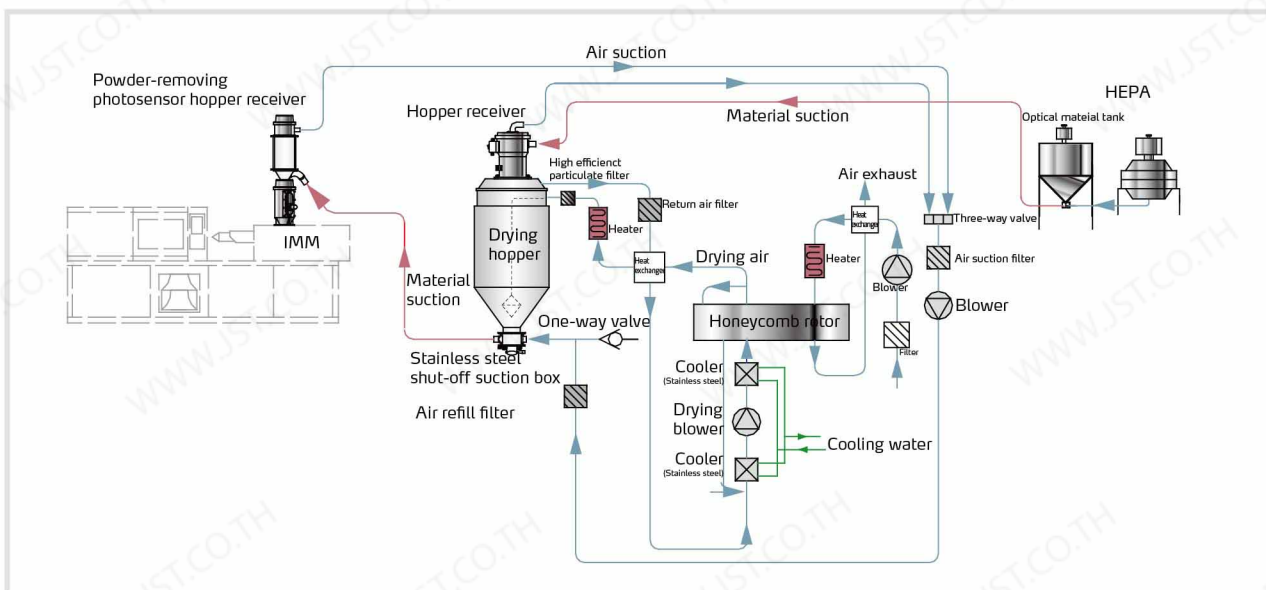 Air suction
Powder-removing
photosensor hopper receiver
HEPA
Hopper receiver
Material suction
Optical mateial tank
High efficienct
particulate filter
Air exhaust
Return air filter
Heat
exchanger
Three-way valve
Drying
hopper
Heater
IMM
Heat
exchanger
Drying air
Heater
Air suction filter
Blower
Material
suction
Blower
One-way valve
Honeycomb rotor
Filter
Stainless steel
shut-off suction box
Cooler
(Stainless steel)
Air refill filter
Drying
blower
Cooling water
Cooler
(Stainless steel)
WWW.JST.CO.TH